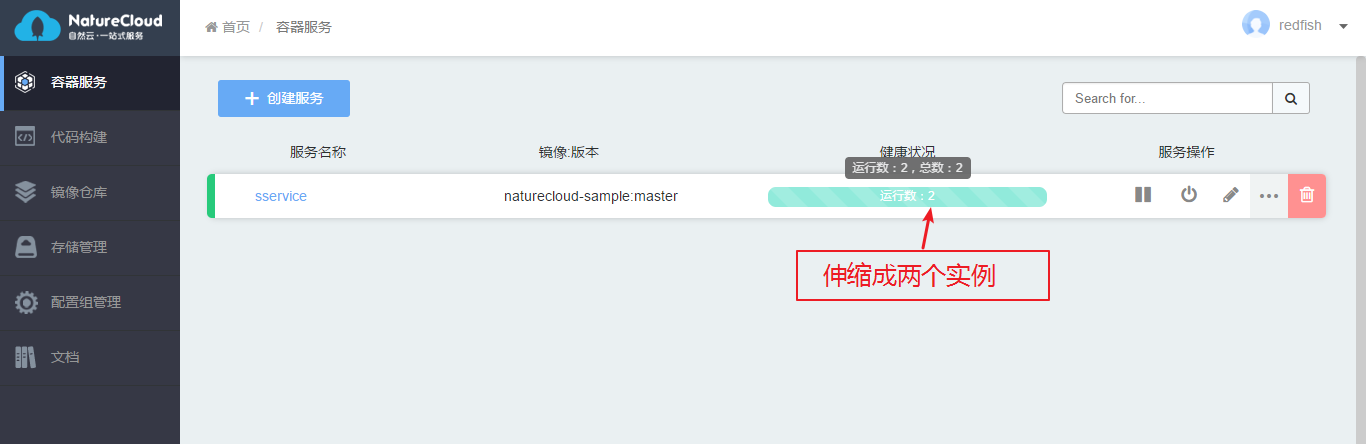 NatureCloud
自然云·一站式服务
首页 / 容器服务
redfish
容器服务
代码构建
镜像仓库
存储管理
配置组管理
文档
创建服务
Search for...
服务名称 镜像:版本 健康状况 服务操作
运行数：2，总数：2
sservice naturecloud-sample:master 运行数：2
伸缩成两个实例